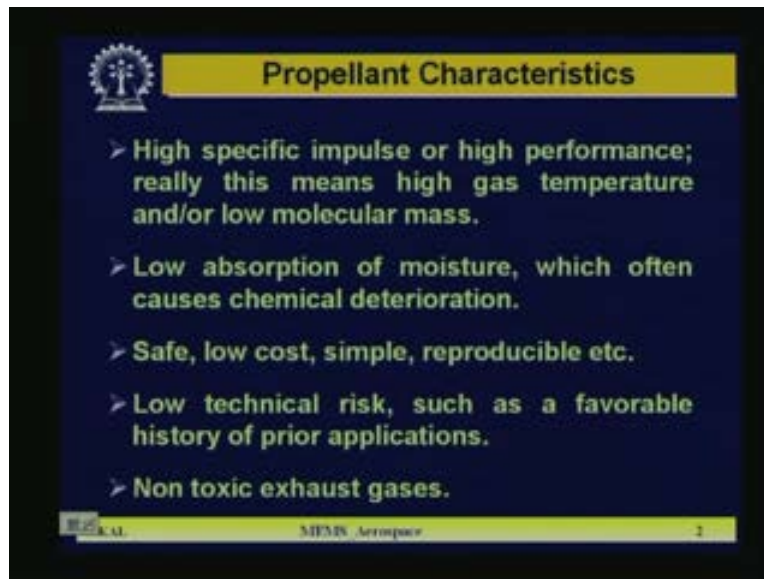 Propellant Characteristics
➢ High specific impulse or high performance;
really this means high gas temperature
and/or low molecular mass.
➢ Low absorption of moisture, which often
causes chemical deterioration.
➢ Safe, low cost, simple, reproducible etc.
➢ Low technical risk, such as a favorable
history of prior applications.
➢ Non toxic exhaust gases.
KAL MEMS Aerospace 2